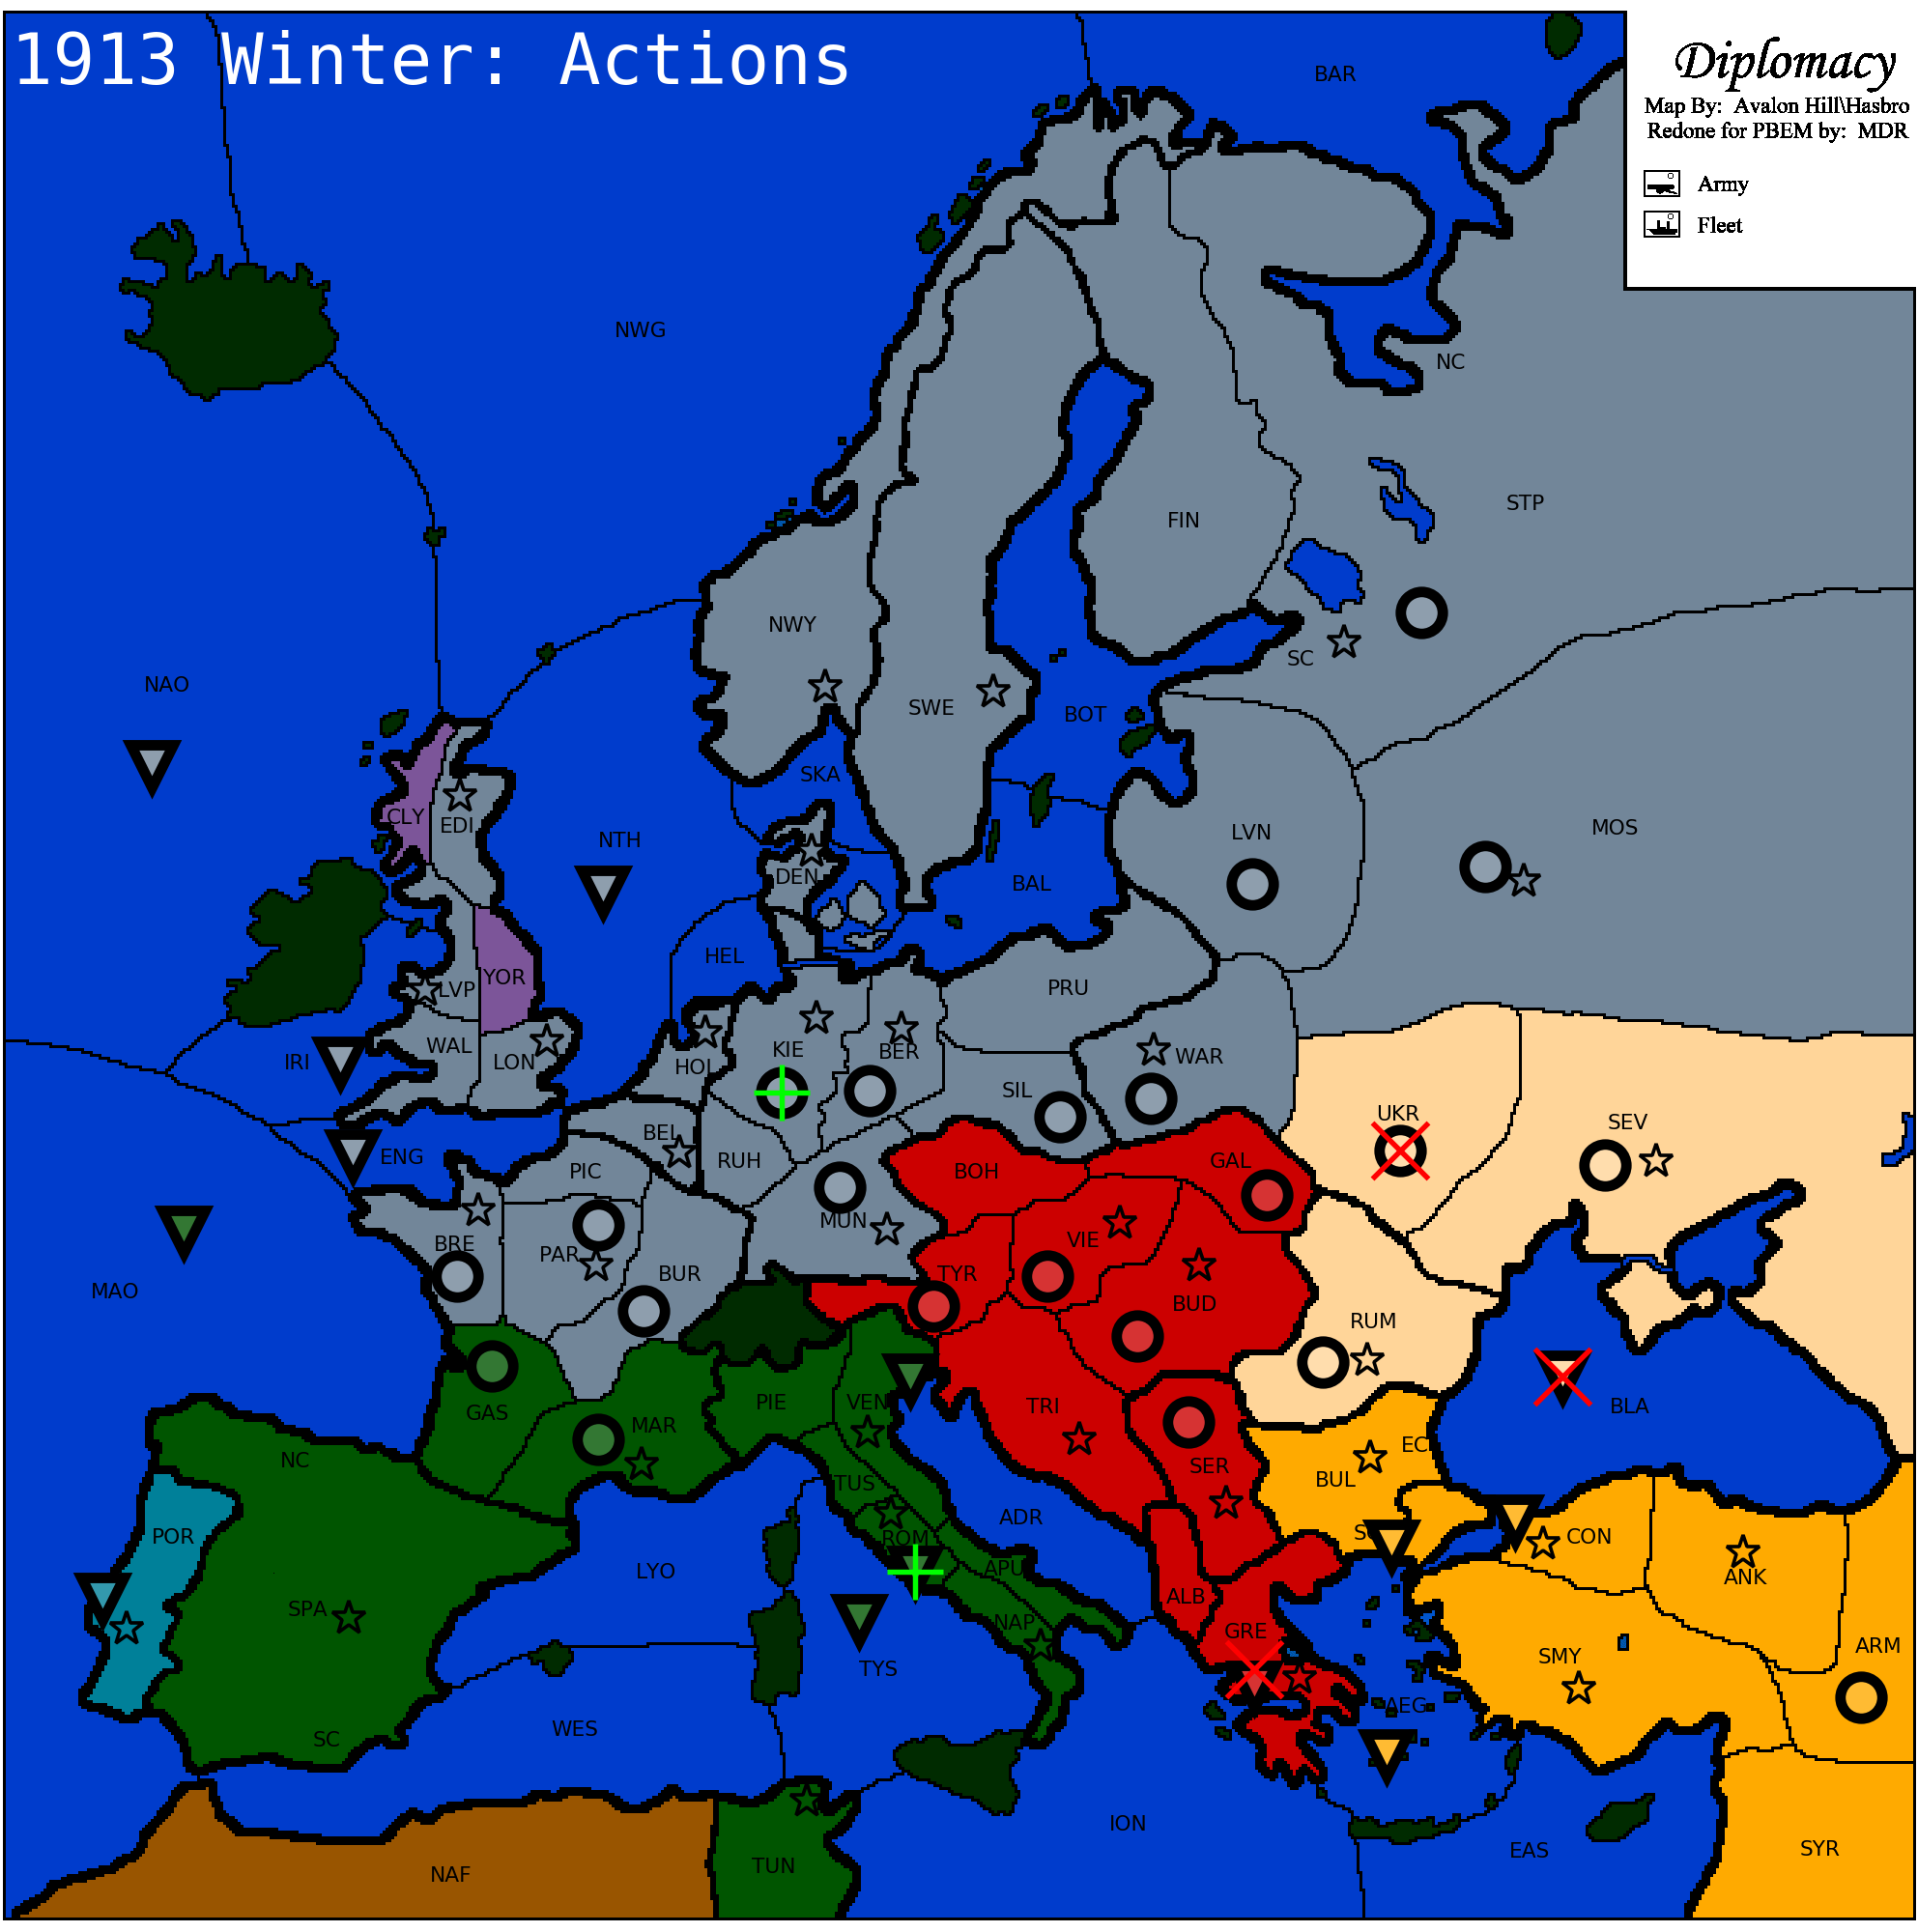 1913 Winter: Actions
Diplomacy
Map By: Avalon Hill\Hasbro
Redone for PBEM by: MDR
Army
Fleet
BAR
NWG
NC
STP
FIN
NWY
SC
NAO
SWE
BOT
SKA
CLY
EDI
NTH
LVN
MOS
DEN
BAL
HEL
YOR
LVP
PRU
IRI
WAL
LON
HOL
KIE
BER
SIL
WAR
UKR
SEV
BEL
ENG
PIC
RUH
BOH
GAL
MUN
BRE
PAR
BUR
TYR
VIE
BUD
MAO
RUM
GAS
MAR
PIE
VEN
TRI
BLA
NC
TUS
SER
BUL
EC
POR
ROM
ADR
S
CON
LYO
APU
ANK
SPA
ALB
NAP
GRE
SMY
ARM
TYS
AEG
SC
WES
ION
EAS
SYR
NAF
TUN